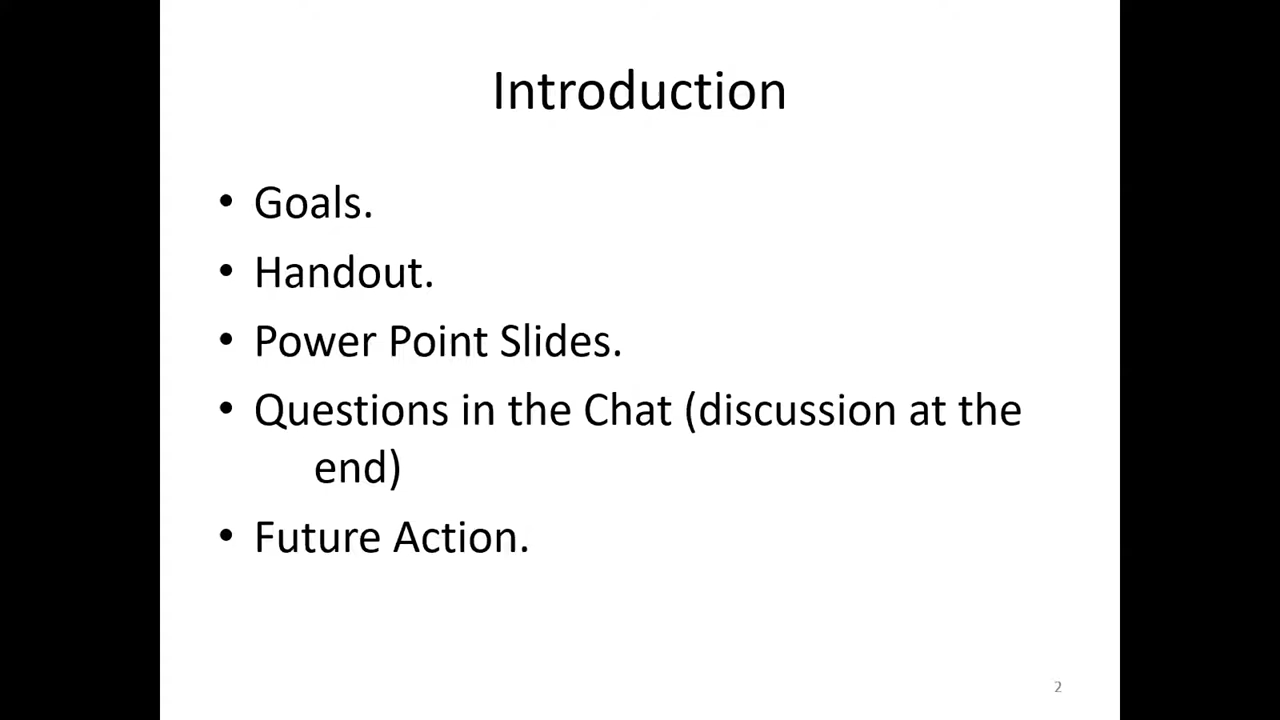 Introduction
• Goals.
• Handout.
• Power Point Slides.
• Questions in the Chat (discussion at the
end)
• Future Action.
2